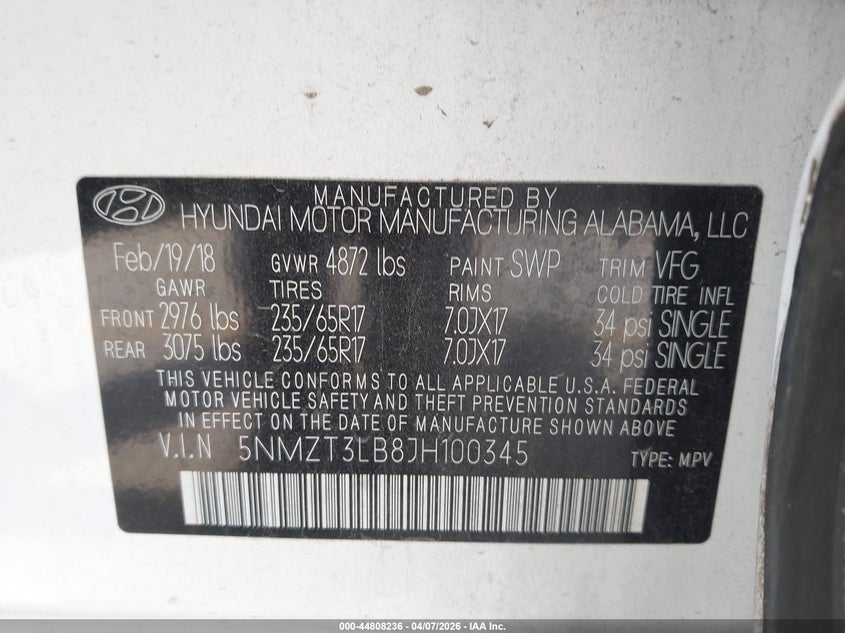 MANUFACTURED BY
HYUNDAI MOTOR MANUFACTURING ALABAMA, LLC
Feb/19/18 GVWR 4872 lbs PAINT SWP TRIM VFG
GAWR TIRES RIMS COLD TIRE INFL
FRONT 2976 lbs 235/65R17 7.0JX17 34 psi SINGLE
REAR 3075 lbs 235/65R17 7.0JX17 34 psi SINGLE
THIS VEHICLE CONFORMS TO ALL APPLICABLE U.S.A. FEDERAL
MOTOR VEHICLE SAFETY AND THEFT PREVENTION STANDARDS
IN EFFECT ON THE DATE OF MANUFACTURE SHOWN ABOVE
V.I.N 5NMZT3LB8JH100345 TYPE: MPV
000-44808236 - 04/07/2026 - IAA Inc.